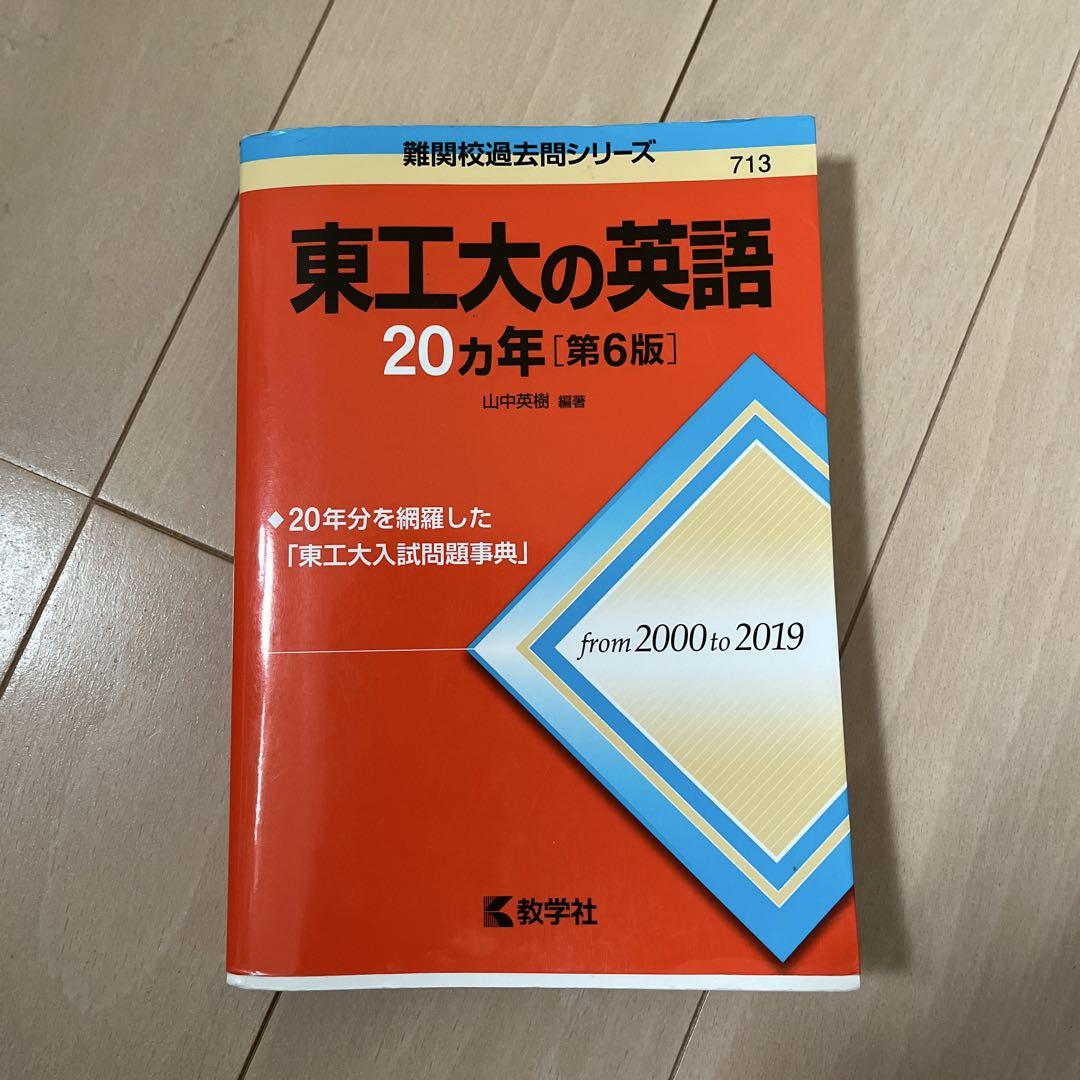 難関校過去問シリーズ
713
東工大の英語
20ヵ年[第6版]
山中英樹 編著
◆20年分を網羅した
「東工大入試問題事典」
from 2000 to 2019
教学社